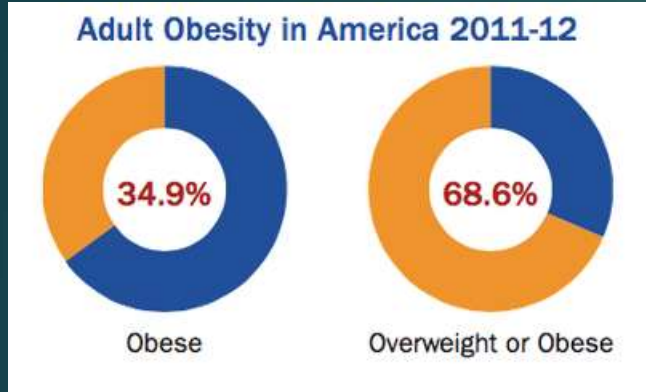 Adult Obesity in America 2011-12
34.9%
68.6%
Obese
Overweight or Obese